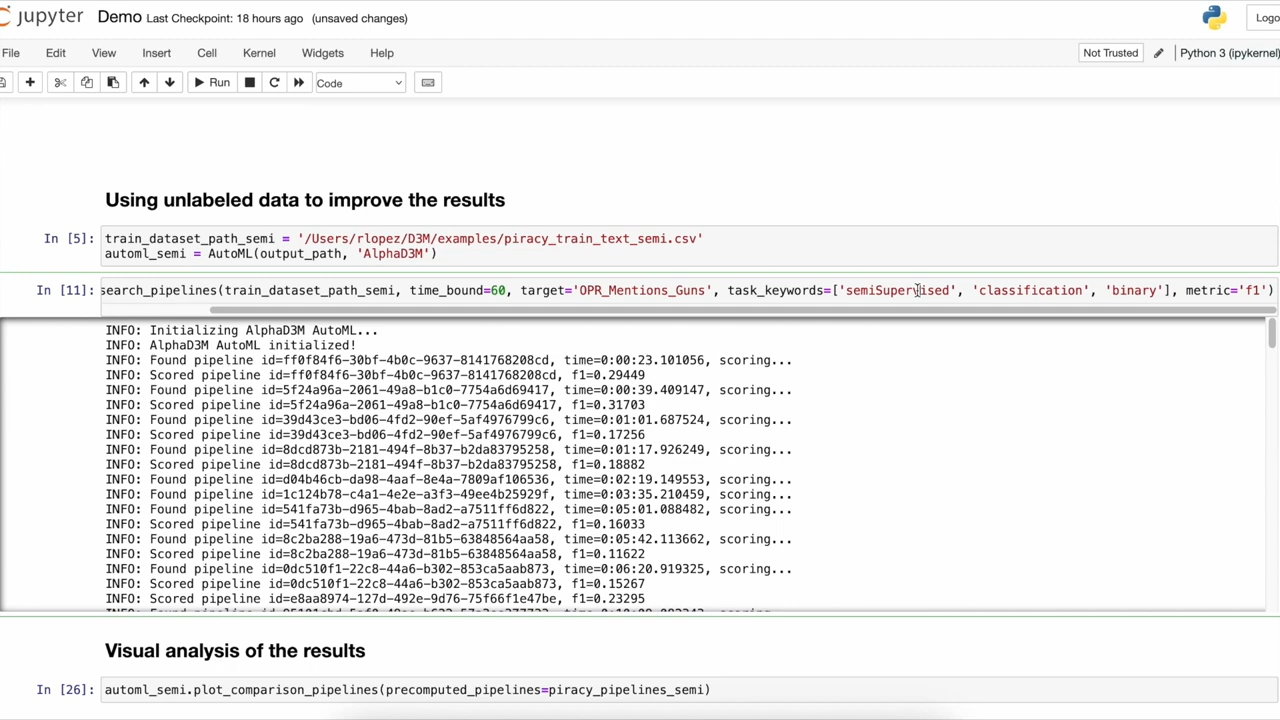 jupyter Demo Last Checkpoint: 18 hours ago (unsaved changes)
Logo
File Edit View Insert Cell Kernel Widgets Help
Not Trusted Python 3 (ipykernel)
Run Code
Using unlabeled data to improve the results
In [5]: train_dataset_path_semi = '/Users/rlopez/D3M/examples/piracy_train_text_semi.csv'
automl_semi = AutoML(output_path, 'AlphaD3M')
In [11]: search_pipelines(train_dataset_path_semi, time_bound=60, target='OPR_Mentions_Guns', task_keywords=['semiSupervised', 'classification', 'binary'], metric='f1')
INFO: Initializing AlphaD3M AutoML...
INFO: AlphaD3M AutoML initialized!
INFO: Found pipeline id=ff0f84f6-30bf-4b0c-9637-8141768208cd, time=0:00:23.101056, scoring...
INFO: Scored pipeline id=ff0f84f6-30bf-4b0c-9637-8141768208cd, f1=0.29449
INFO: Found pipeline id=5f24a96a-2061-49a8-b1c0-7754a6d69417, time=0:00:39.409147, scoring...
INFO: Scored pipeline id=5f24a96a-2061-49a8-b1c0-7754a6d69417, f1=0.31703
INFO: Found pipeline id=39d43ce3-bd06-4fd2-90ef-5af4976799c6, time=0:01:01.687524, scoring...
INFO: Scored pipeline id=39d43ce3-bd06-4fd2-90ef-5af4976799c6, f1=0.17256
INFO: Found pipeline id=8dcd873b-2181-494f-8b37-b2da83795258, time=0:01:17.926249, scoring...
INFO: Scored pipeline id=8dcd873b-2181-494f-8b37-b2da83795258, f1=0.18882
INFO: Found pipeline id=d04b46cb-da98-4aaf-8e4a-7809af106536, time=0:02:19.149553, scoring...
INFO: Found pipeline id=1c124b78-c4a1-4e2e-a3f3-49ee4b25929f, time=0:03:35.210459, scoring...
INFO: Found pipeline id=541fa73b-d965-4bab-8ad2-a7511ff6d822, time=0:05:01.088482, scoring...
INFO: Scored pipeline id=541fa73b-d965-4bab-8ad2-a7511ff6d822, f1=0.16033
INFO: Found pipeline id=8c2ba288-19a6-473d-81b5-63848564aa58, time=0:05:42.113662, scoring...
INFO: Scored pipeline id=8c2ba288-19a6-473d-81b5-63848564aa58, f1=0.11622
INFO: Found pipeline id=0dc510f1-22c8-44a6-b302-853ca5aab873, time=0:06:20.919325, scoring...
INFO: Scored pipeline id=0dc510f1-22c8-44a6-b302-853ca5aab873, f1=0.15267
INFO: Scored pipeline id=e8aa8974-127d-492e-9d76-75f66f1e47be, f1=0.23295
Visual analysis of the results
In [26]: automl_semi.plot_comparison_pipelines(precomputed_pipelines=piracy_pipelines_semi)